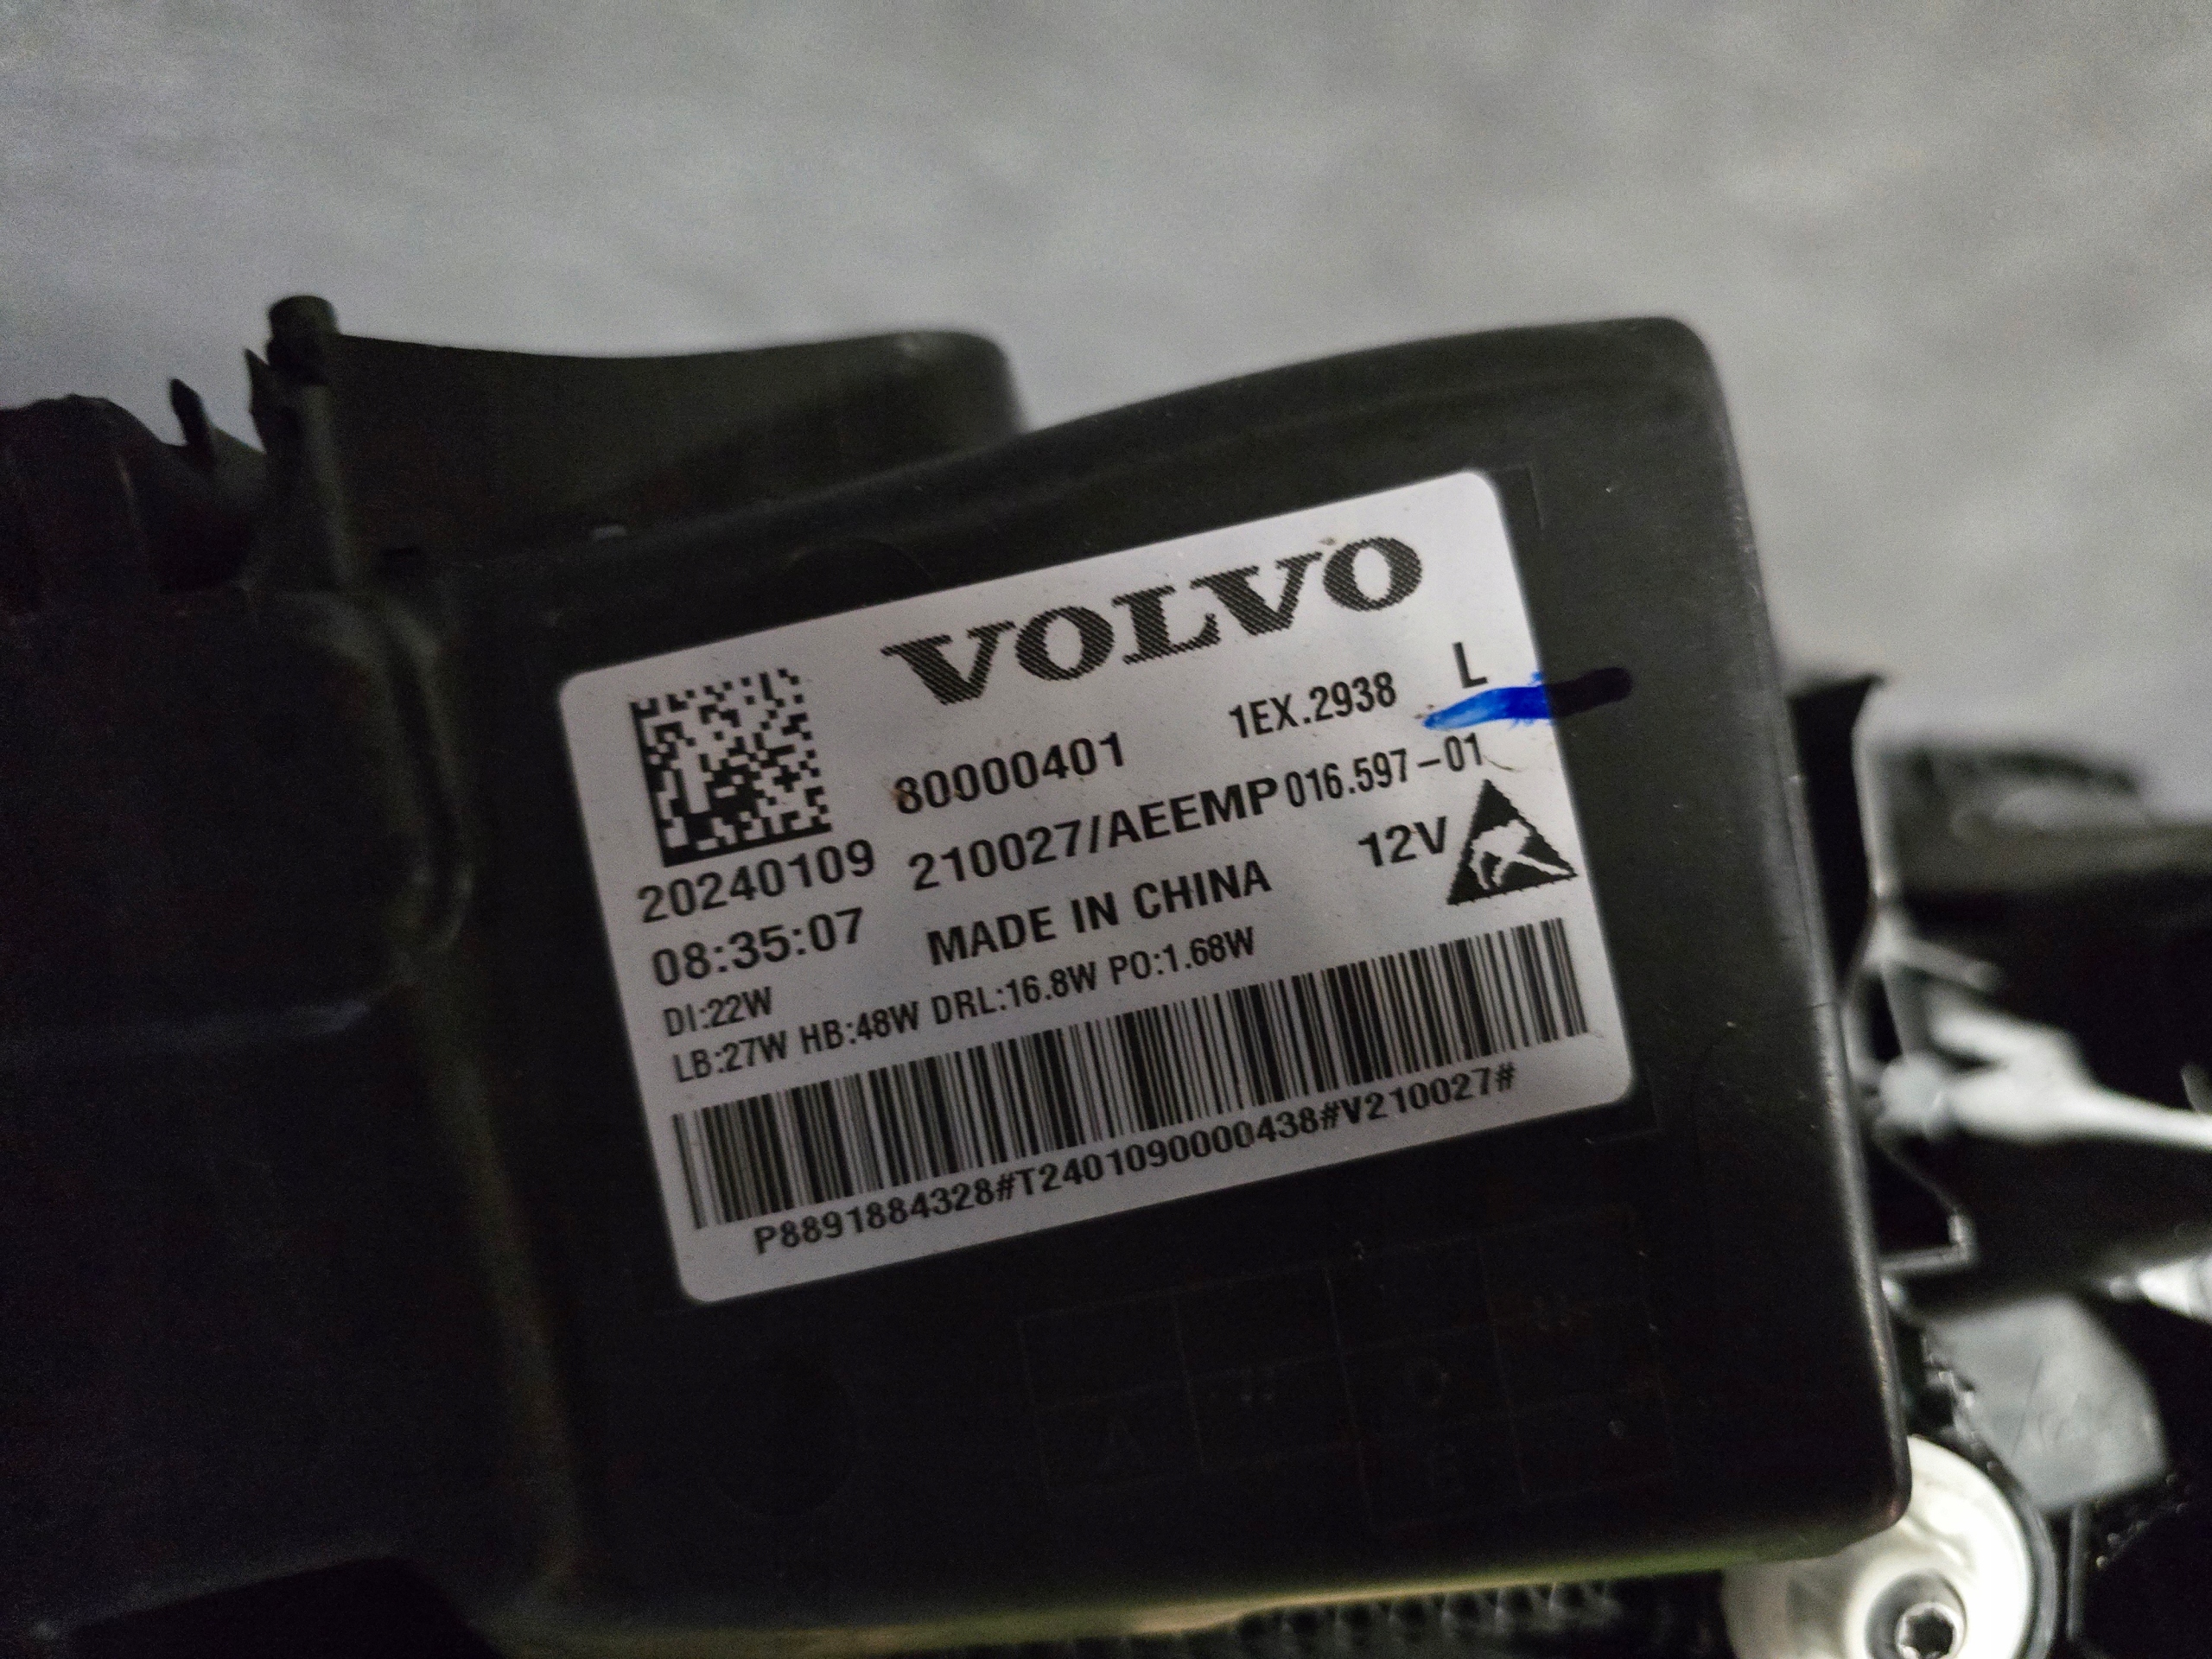 VOLVO
80000401 1EX.2938 L
20240109 210027/AEEMP 016.597-01
08:35:07 MADE IN CHINA 12V
DI:22W
LB:27W HB:48W DRL:16.8W PO:1.68W
P8891884328#T2401090000438#V210027#